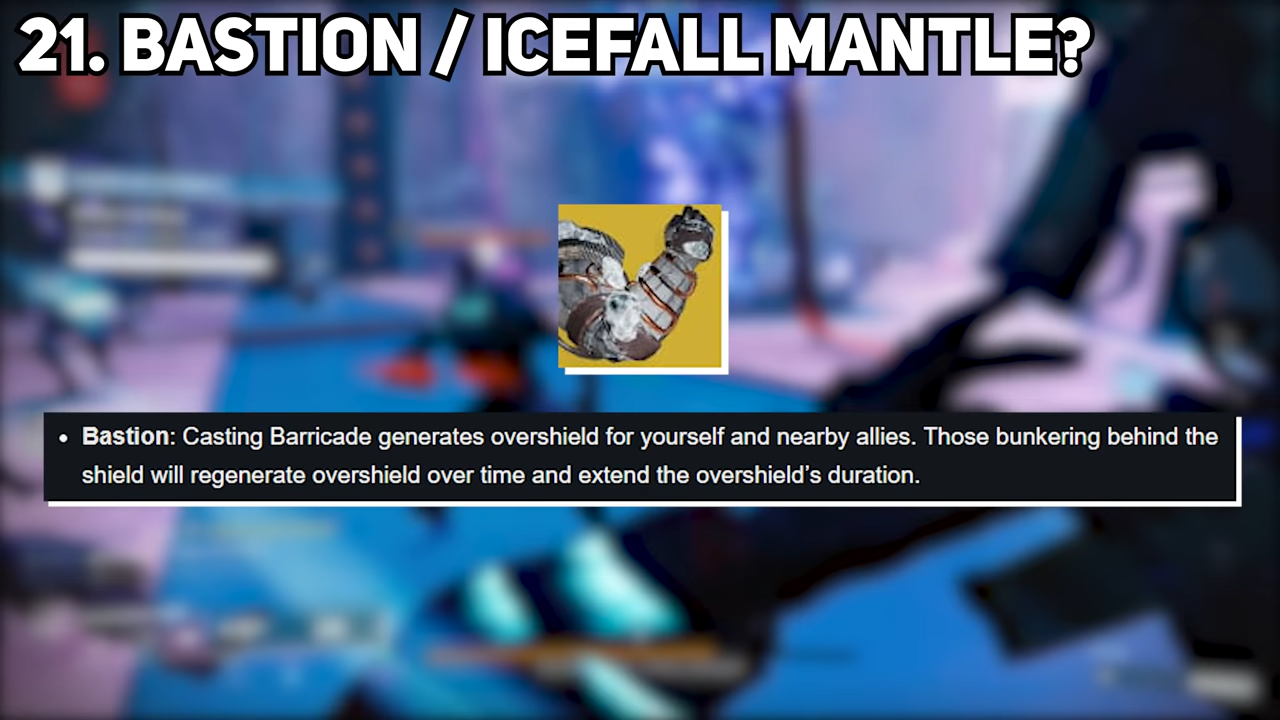 21. BASTION / ICEFALL MANTLE?
• Bastion: Casting Barricade generates overshield for yourself and nearby allies. Those bunkering behind the
shield will regenerate overshield over time and extend the overshield’s duration.